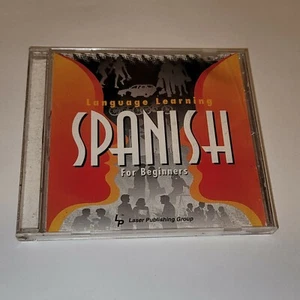 Language Learning
SPANISH
For Beginners
LP Laser Publishing Group